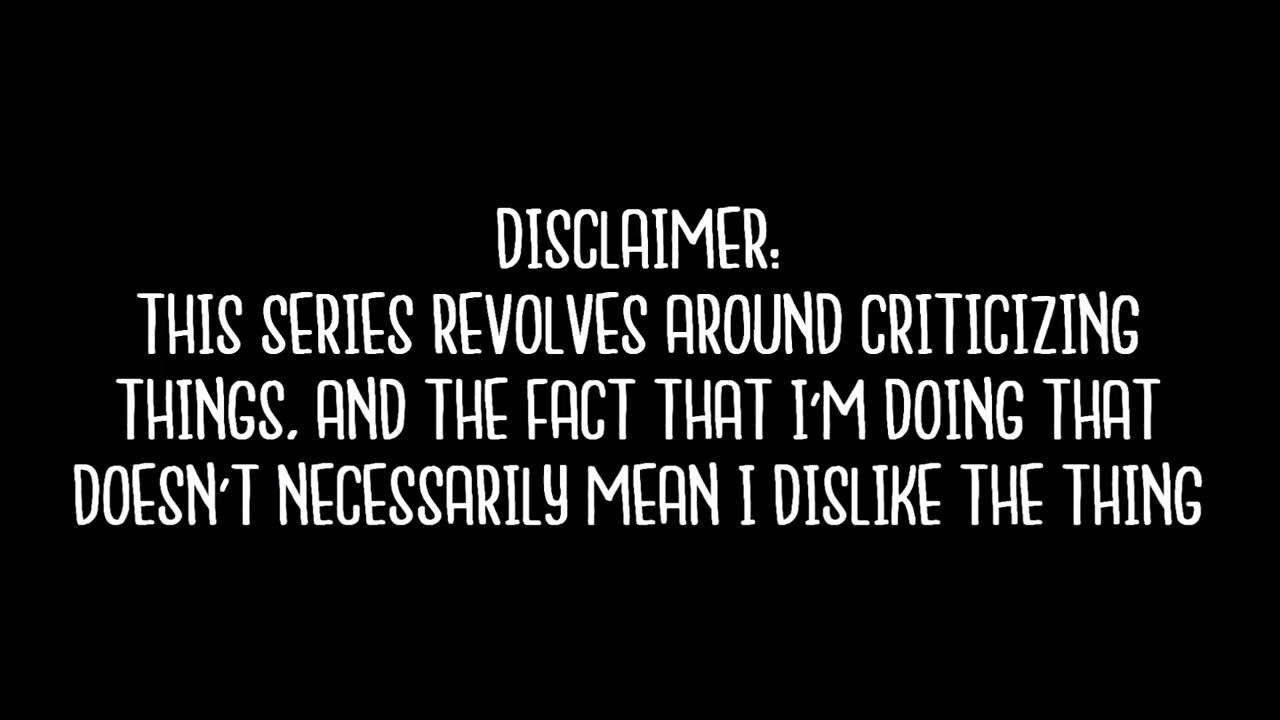 DISCLAIMER:
THIS SERIES REVOLVES AROUND CRITICIZING
THINGS, AND THE FACT THAT I'M DOING THAT
DOESN'T NECESSARILY MEAN I DISLIKE THE THING